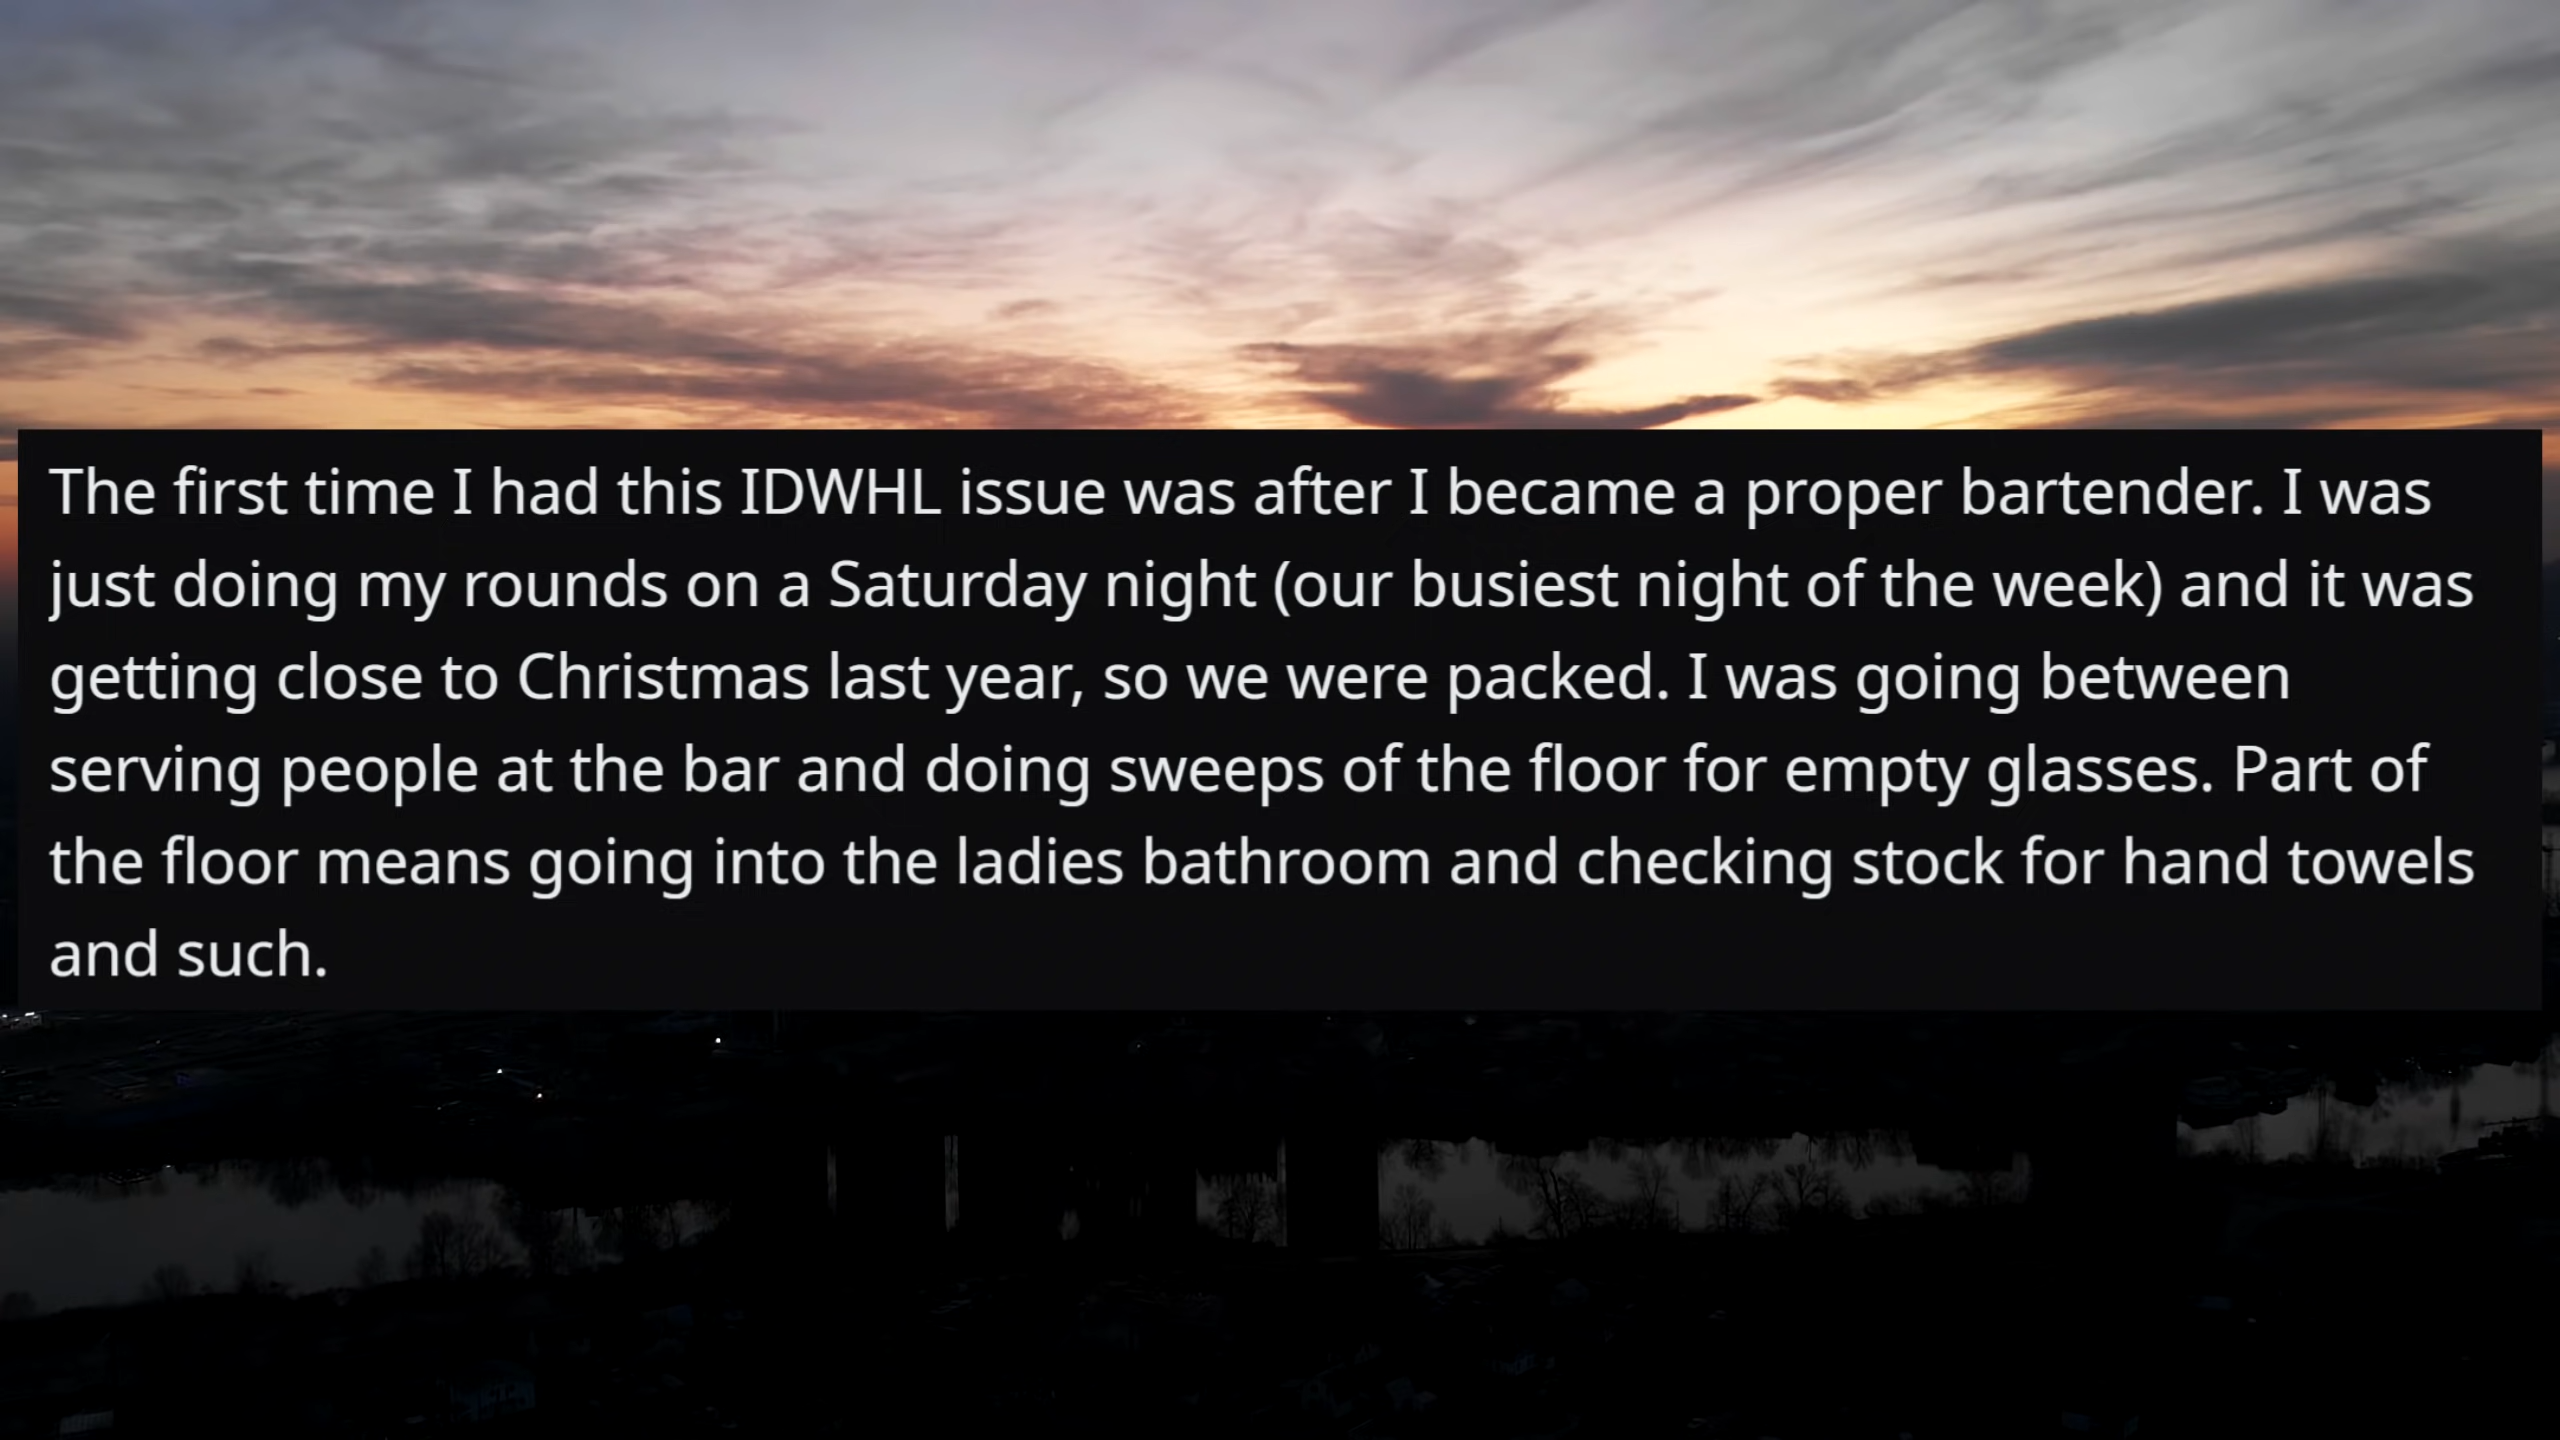 The first time I had this IDWHL issue was after I became a proper bartender. I was
just doing my rounds on a Saturday night (our busiest night of the week) and it was
getting close to Christmas last year, so we were packed. I was going between
serving people at the bar and doing sweeps of the floor for empty glasses. Part of
the floor means going into the ladies bathroom and checking stock for hand towels
and such.